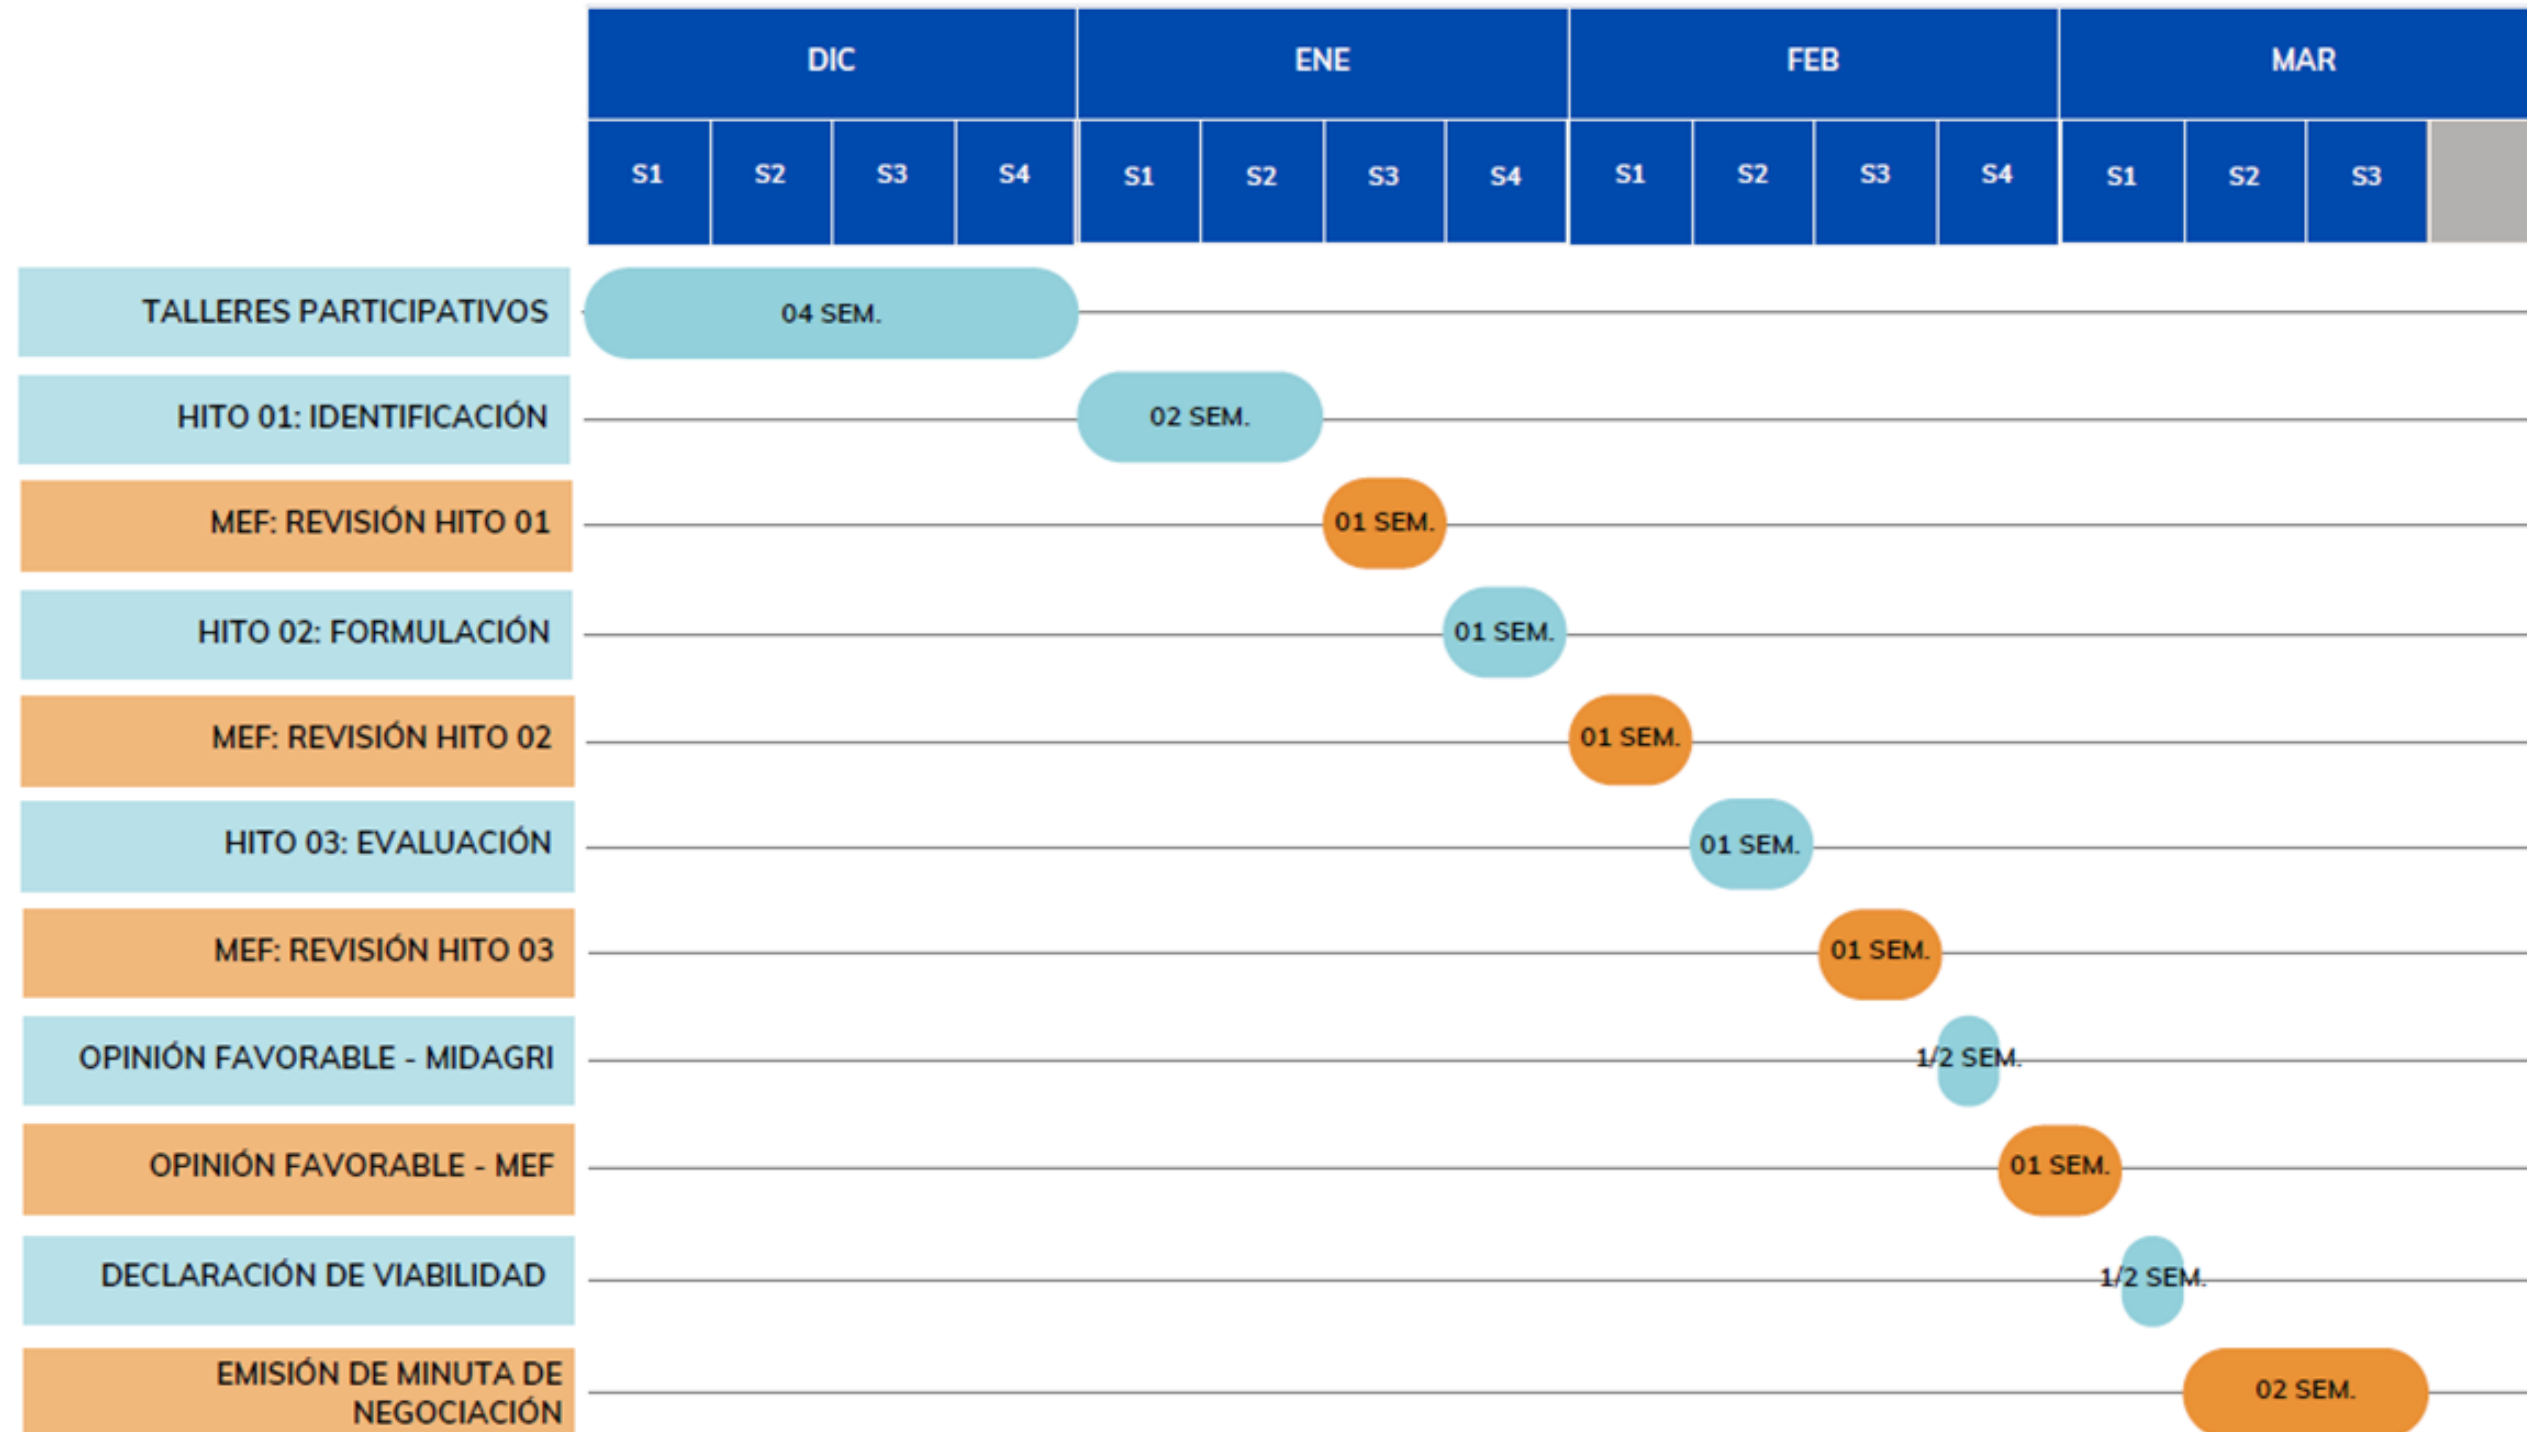 DIC ENE FEB MAR
S1 S2 S3 S4 S1 S2 S3 S4 S1 S2 S3 S4 S1 S2 S3
TALLERES PARTICIPATIVOS 04 SEM.
HITO 01: IDENTIFICACIÓN 02 SEM.
MEF: REVISIÓN HITO 01 01 SEM.
HITO 02: FORMULACIÓN 01 SEM.
MEF: REVISIÓN HITO 02 01 SEM.
HITO 03: EVALUACIÓN 01 SEM.
MEF: REVISIÓN HITO 03 01 SEM.
OPINIÓN FAVORABLE - MIDAGRI 1/2 SEM.
OPINIÓN FAVORABLE - MEF 01 SEM.
DECLARACIÓN DE VIABILIDAD 1/2 SEM.
EMISIÓN DE MINUTA DE
NEGOCIACIÓN 02 SEM.